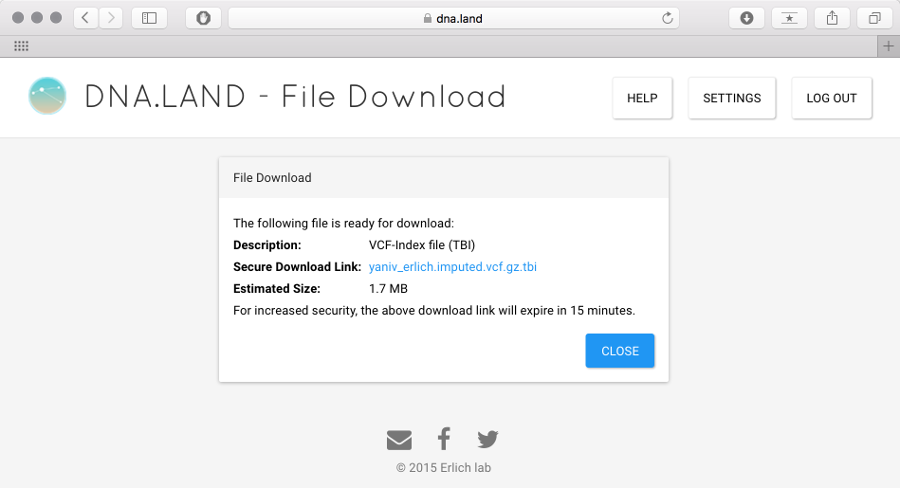 dna.land
DNA.LAND - File Download
HELP
SETTINGS
LOG OUT
File Download
The following file is ready for download:
Description: VCF-Index file (TBI)
Secure Download Link: yaniv_erlich.imputed.vcf.gz.tbi
Estimated Size: 1.7 MB
For increased security, the above download link will expire in 15 minutes.
CLOSE
© 2015 Erlich lab